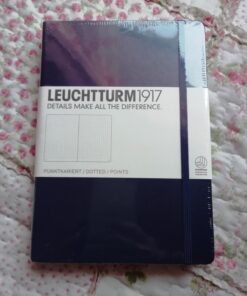 LEUCHTTURM1917
DETAILS MAKE ALL THE DIFFERENCE.
PUNKTKARIERT / DOTTED / POINTS